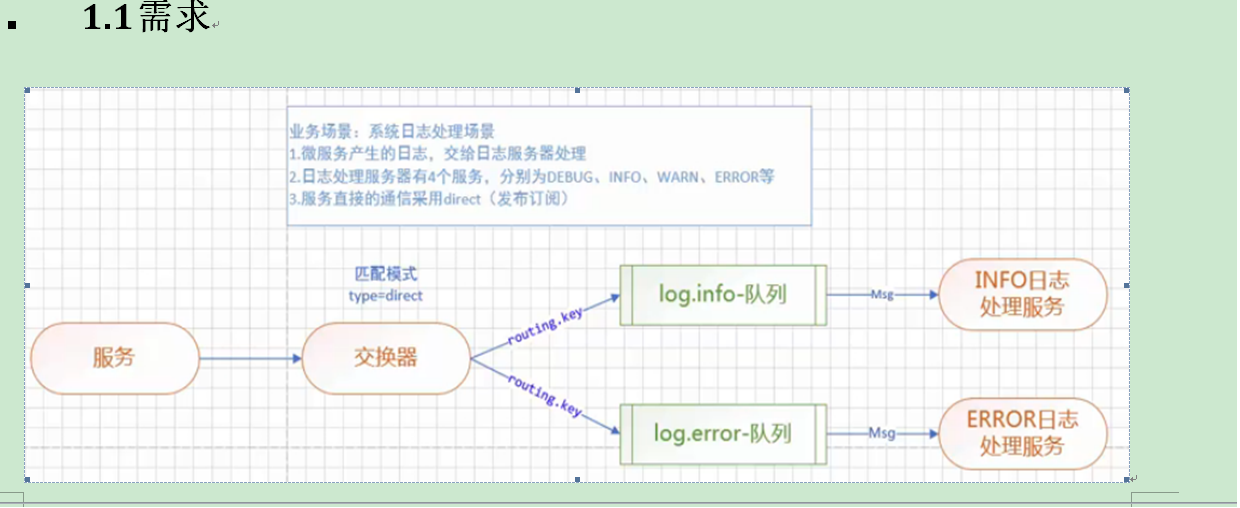 1.1需求
业务场景：系统日志处理场景
1.微服务产生的日志，交给日志服务器处理
2.日志处理服务器有4个服务，分别为DEBUG、INFO、WARN、ERROR等
3.服务直接的通信采用direct（发布订阅）
匹配模式
type=direct
服务
交换器
routing.key
routing.key
log.info-队列
Msg
INFO日志
处理服务
log.error-队列
Msg
ERROR日志
处理服务